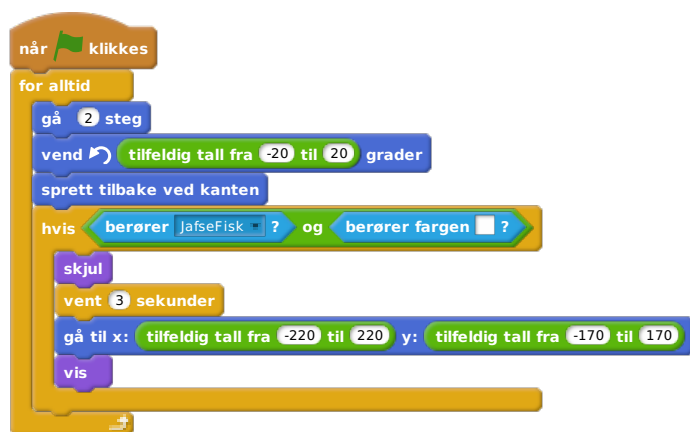 når klikkes
for alltid
gå 2 steg
vend tilfeldig tall fra -20 til 20 grader
sprett tilbake ved kanten
hvis berører JafseFisk ? og berører fargen ?
skjul
vent 3 sekunder
gå til x: tilfeldig tall fra -220 til 220 y: tilfeldig tall fra -170 til 170
vis